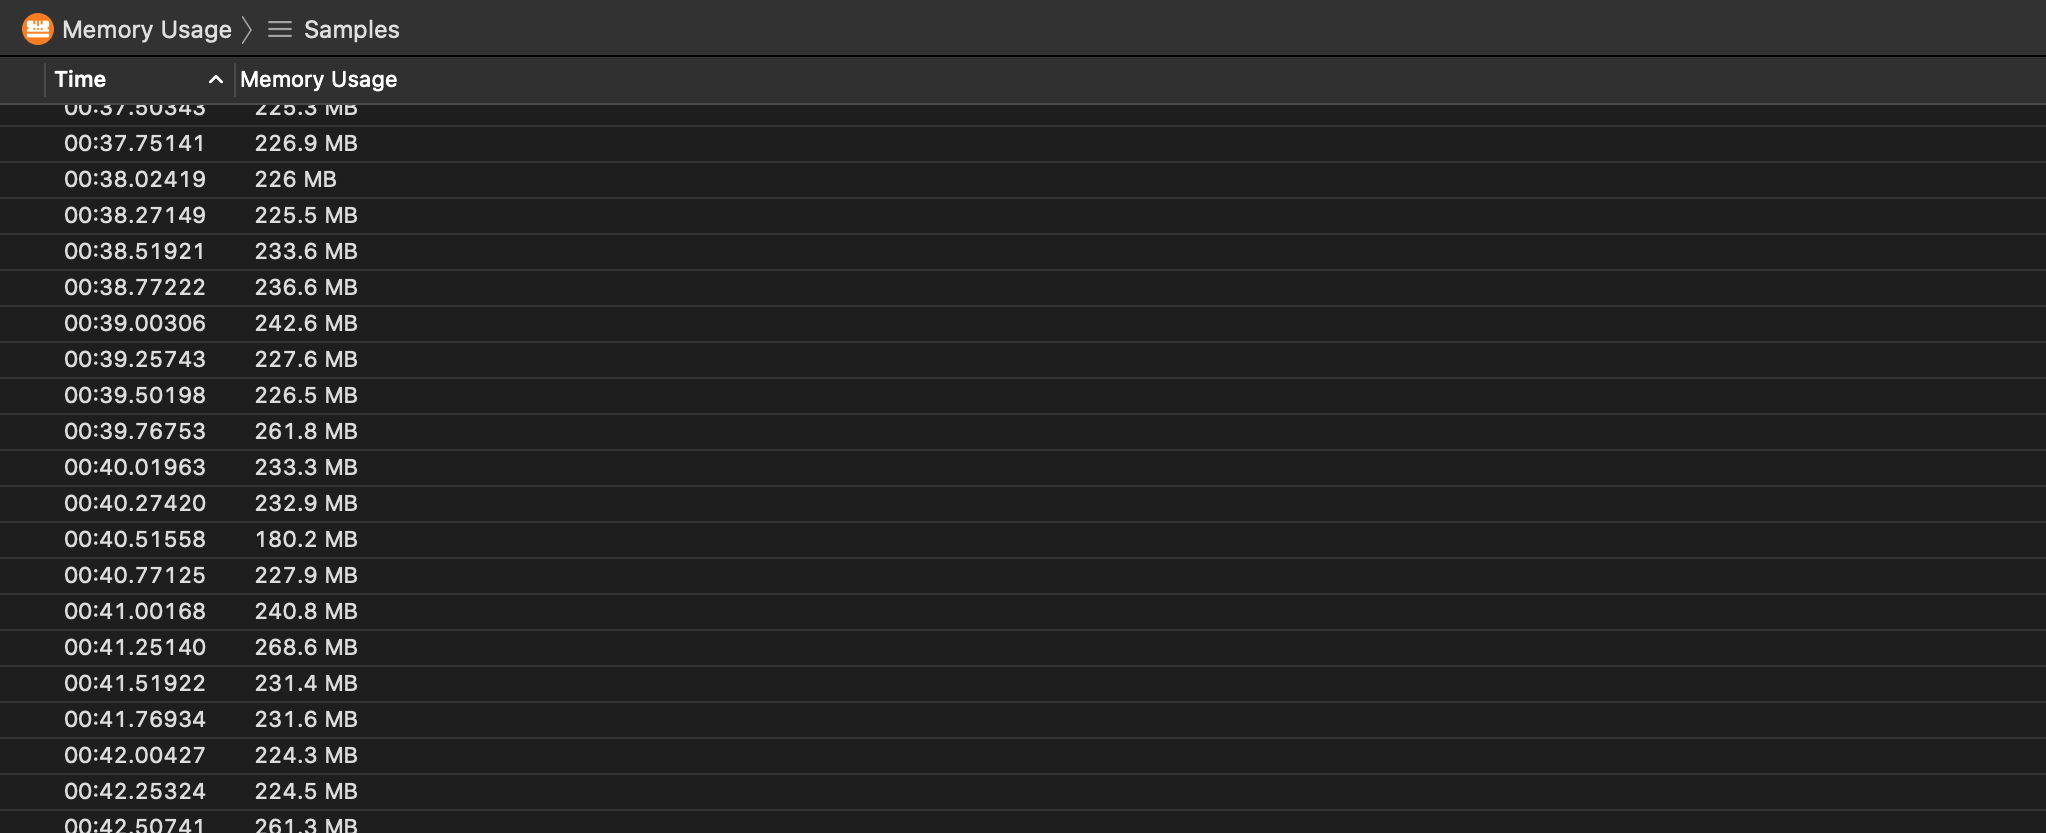 Memory Usage Samples
Time Memory Usage
00:37.50343 225.3 MB
00:37.75141 226.9 MB
00:38.02419 226 MB
00:38.27149 225.5 MB
00:38.51921 233.6 MB
00:38.77222 236.6 MB
00:39.00306 242.6 MB
00:39.25743 227.6 MB
00:39.50198 226.5 MB
00:39.76753 261.8 MB
00:40.01963 233.3 MB
00:40.27420 232.9 MB
00:40.51558 180.2 MB
00:40.77125 227.9 MB
00:41.00168 240.8 MB
00:41.25140 268.6 MB
00:41.51922 231.4 MB
00:41.76934 231.6 MB
00:42.00427 224.3 MB
00:42.25324 224.5 MB
00:42.50741 261.3 MB